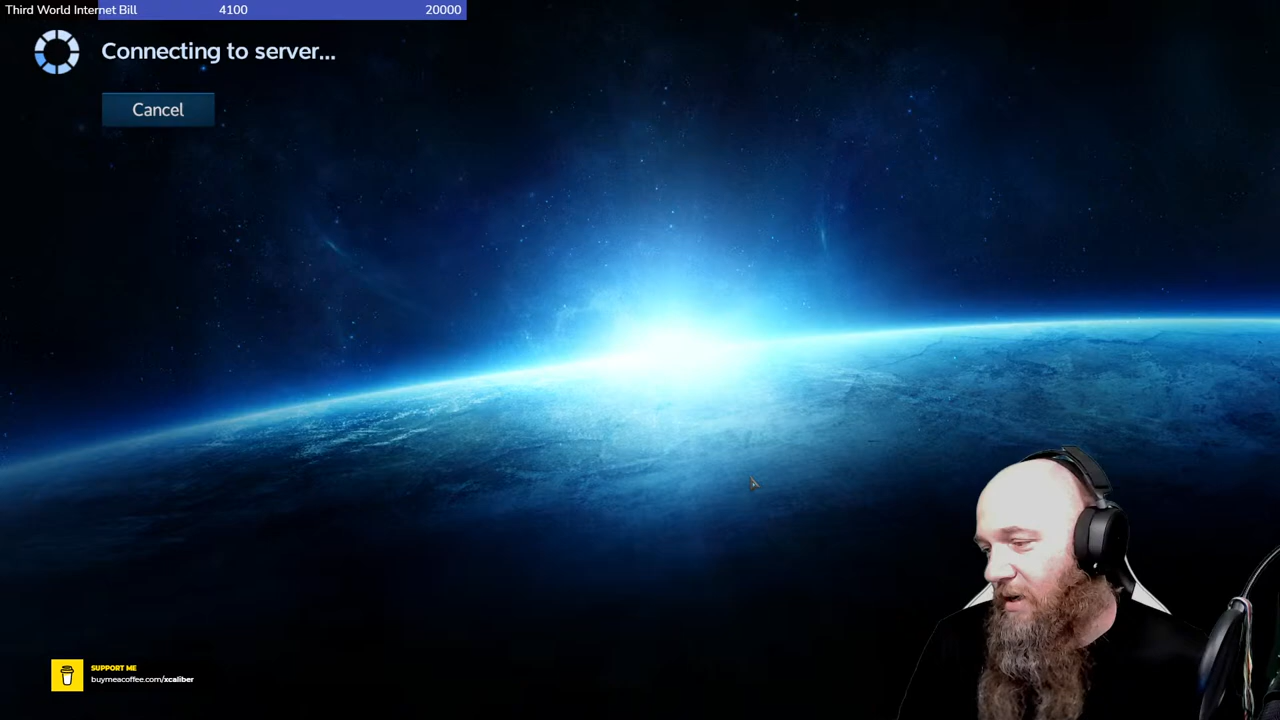 Third World Internet Bill 4100 20000
Connecting to server...
Cancel
SUPPORT ME
buymeacoffee.com/xcaliber